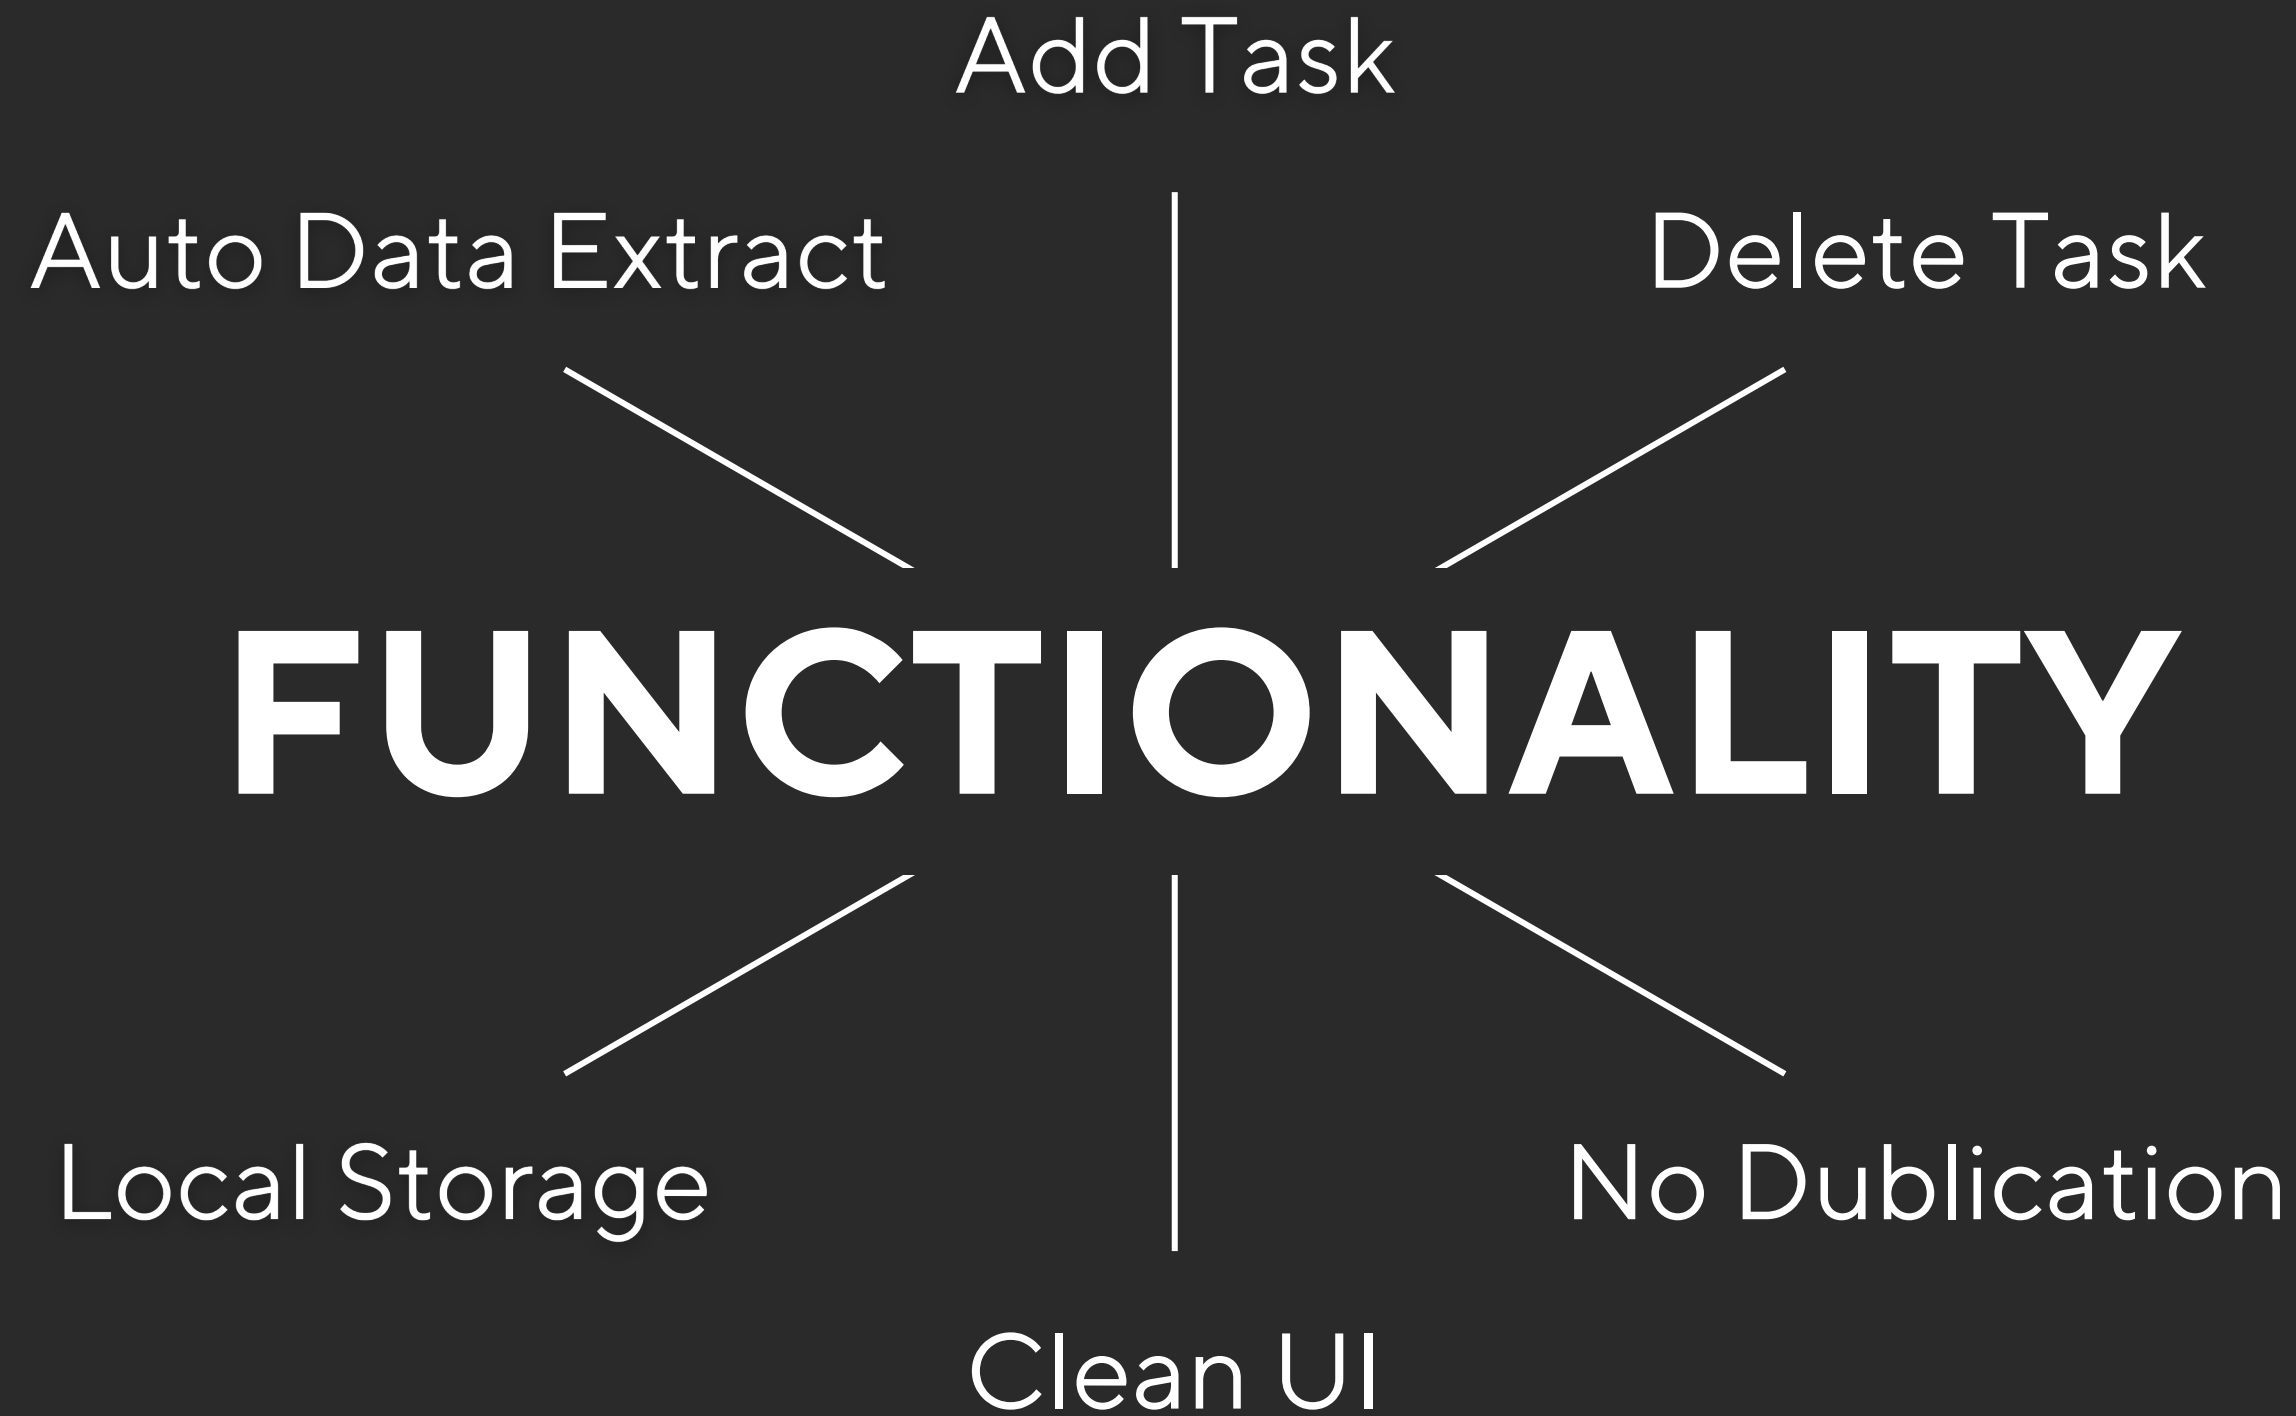 Add Task
Auto Data Extract
Delete Task
FUNCTIONALITY
Local Storage
No Dublication
Clean UI